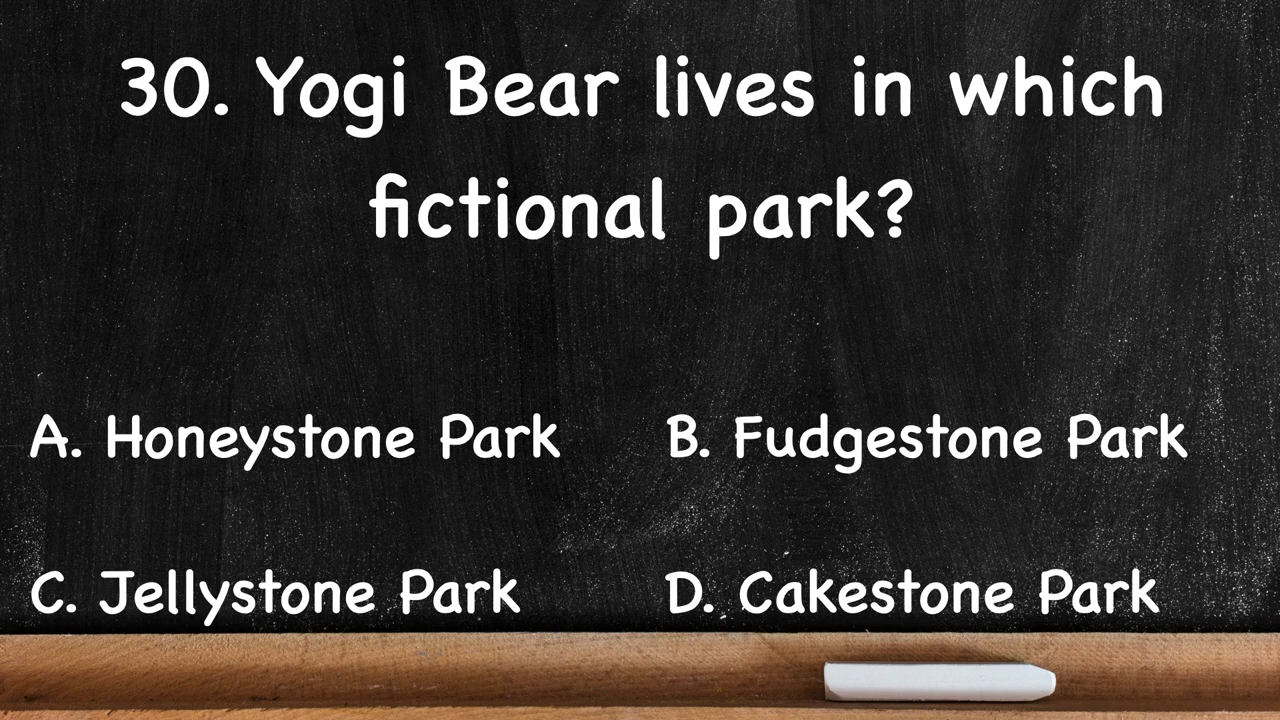 30. Yogi Bear lives in which
fictional park?
A. Honeystone Park
B. Fudgestone Park
C. Jellystone Park
D. Cakestone Park